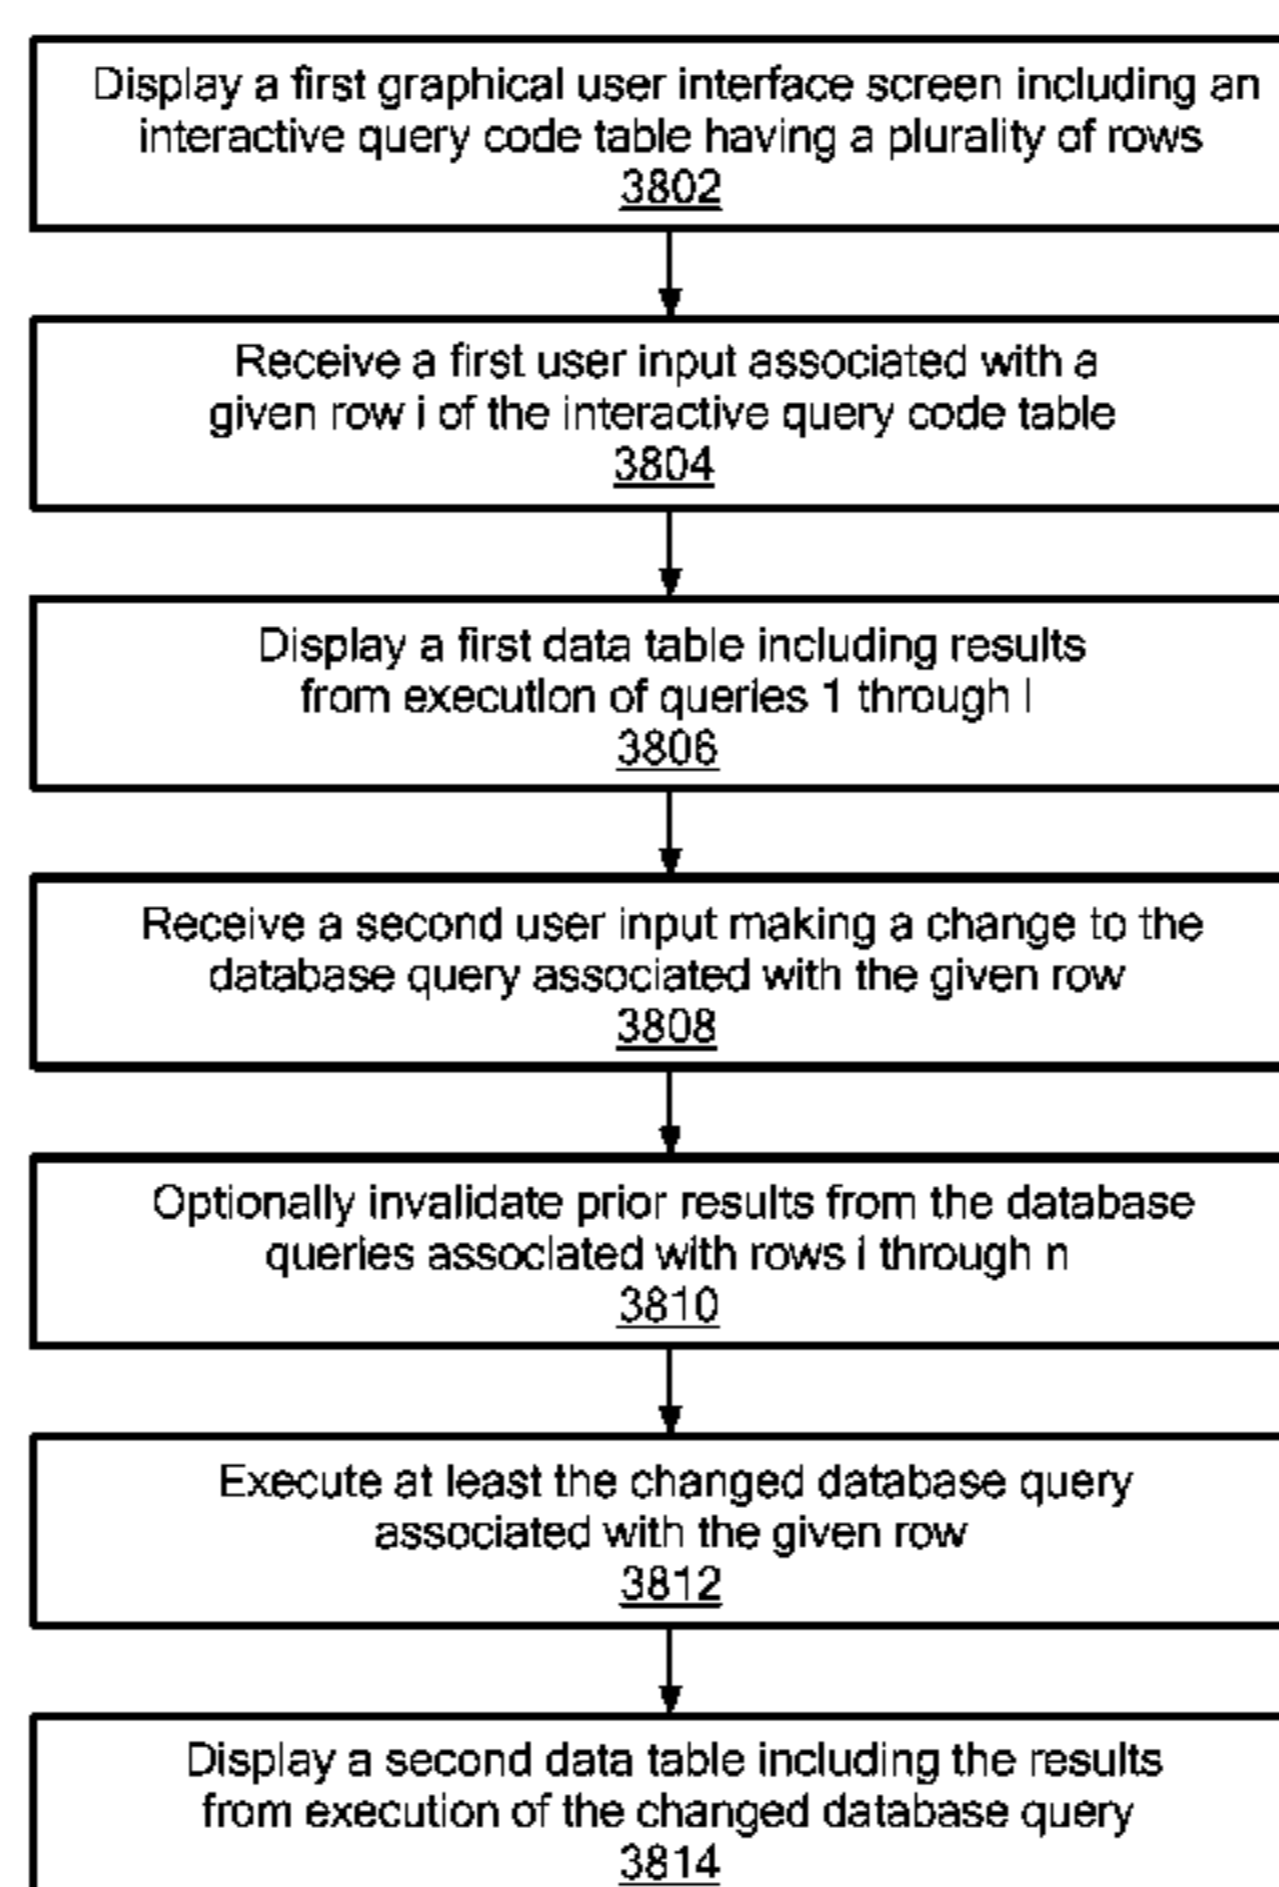 Display a first graphical user interface screen including an
interactive query code table having a plurality of rows
3802
Receive a first user input associated with a
given row i of the interactive query code table
3804
Display a first data table including results
from execution of queries 1 through i
3806
Receive a second user input making a change to the
database query associated with the given row
3808
Optionally invalidate prior results from the database
queries associated with rows i through n
3810
Execute at least the changed database query
associated with the given row
3812
Display a second data table including the results
from execution of the changed database query
3814